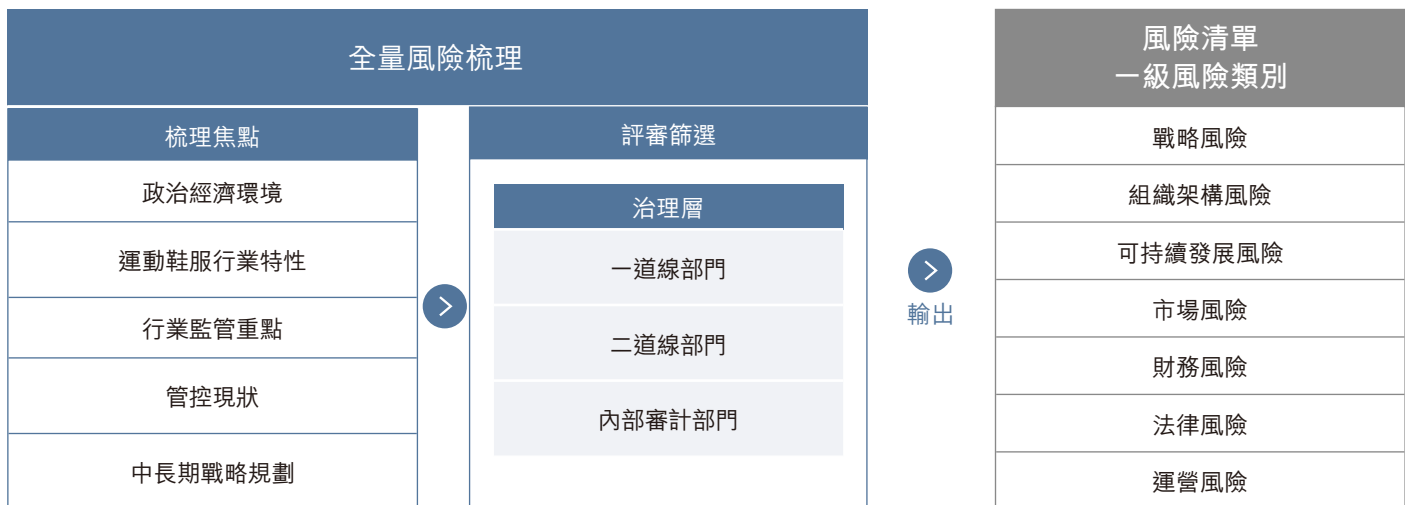 全量風險梳理
梳理焦點
政治經濟環境
運動鞋服行業特性
行業監管重點
管控現狀
中長期戰略規劃
評審篩選
治理層
一道線部門
二道線部門
內部審計部門
輸出
風險清單
一級風險類別
戰略風險
組織架構風險
可持續發展風險
市場風險
財務風險
法律風險
運營風險